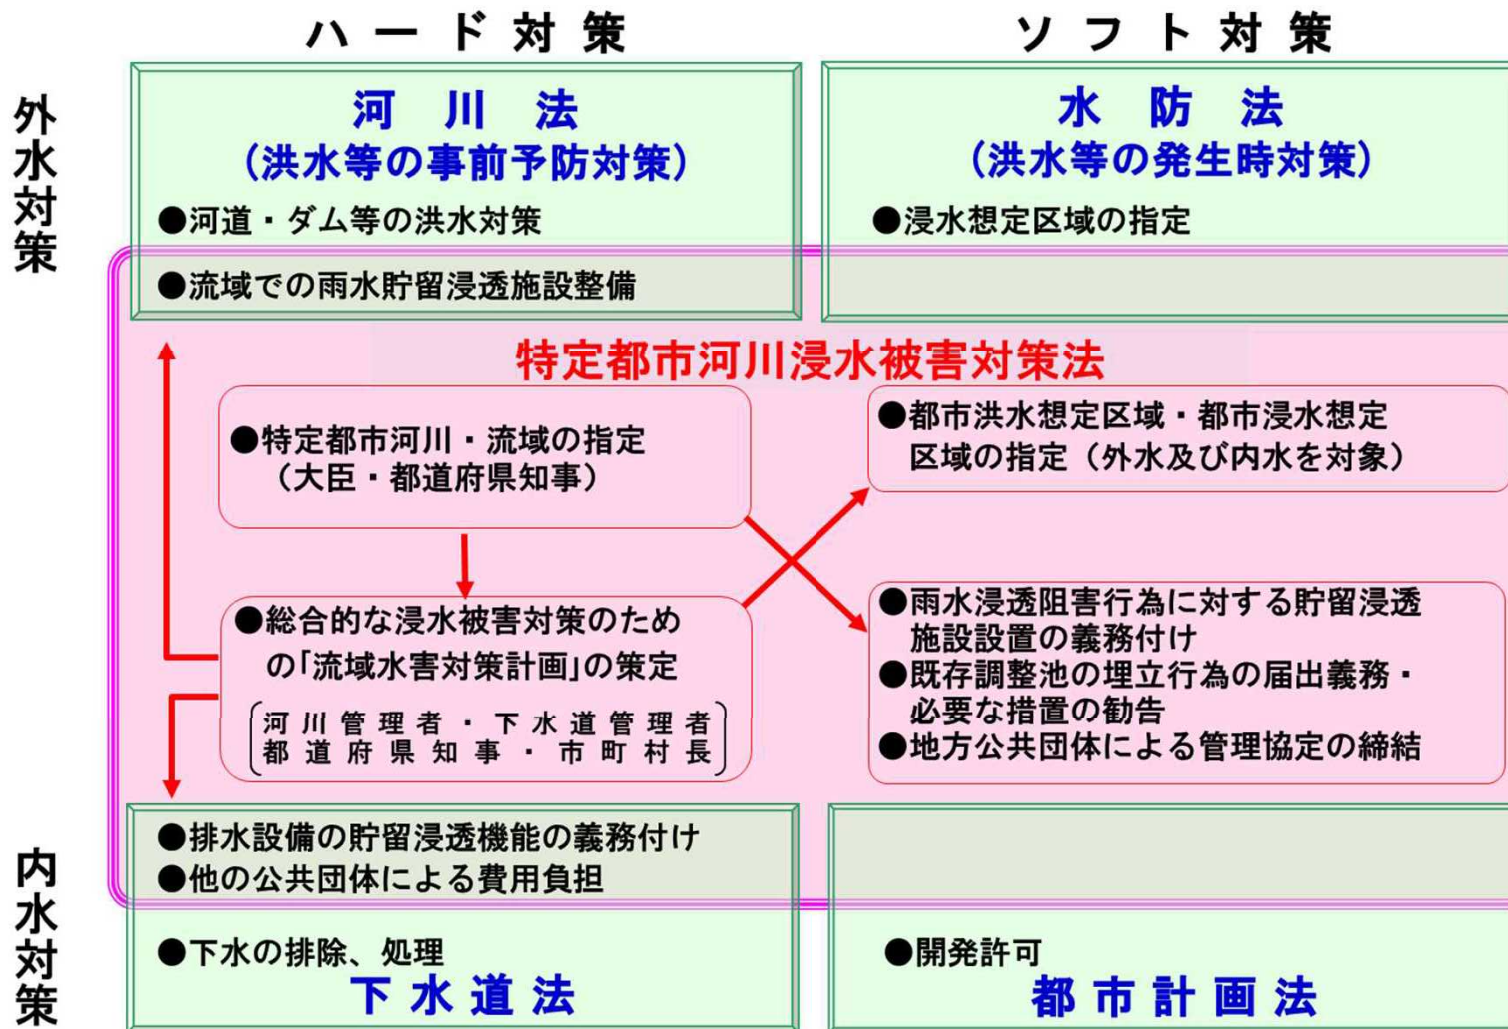 ハード対策
ソフト対策
外水対策
河川法
（洪水等の事前予防対策）
●河道・ダム等の洪水対策
●流域での雨水貯留浸透施設整備
水防法
（洪水等の発生時対策）
●浸水想定区域の指定
特定都市河川浸水被害対策法
●特定都市河川・流域の指定
（大臣・都道府県知事）
●総合的な浸水被害対策のため
の「流域水害対策計画」の策定
河川管理者・下水道管理者
都道府県知事・市町村長
●都市洪水想定区域・都市浸水想定
区域の指定（外水及び内水を対象）
●雨水浸透阻害行為に対する貯留浸透
施設設置の義務付け
●既存調整池の埋立行為の届出義務・
必要な措置の勧告
●地方公共団体による管理協定の締結
内水対策
●排水設備の貯留浸透機能の義務付け
●他の公共団体による費用負担
●下水の排除、処理
下水道法
●開発許可
都市計画法